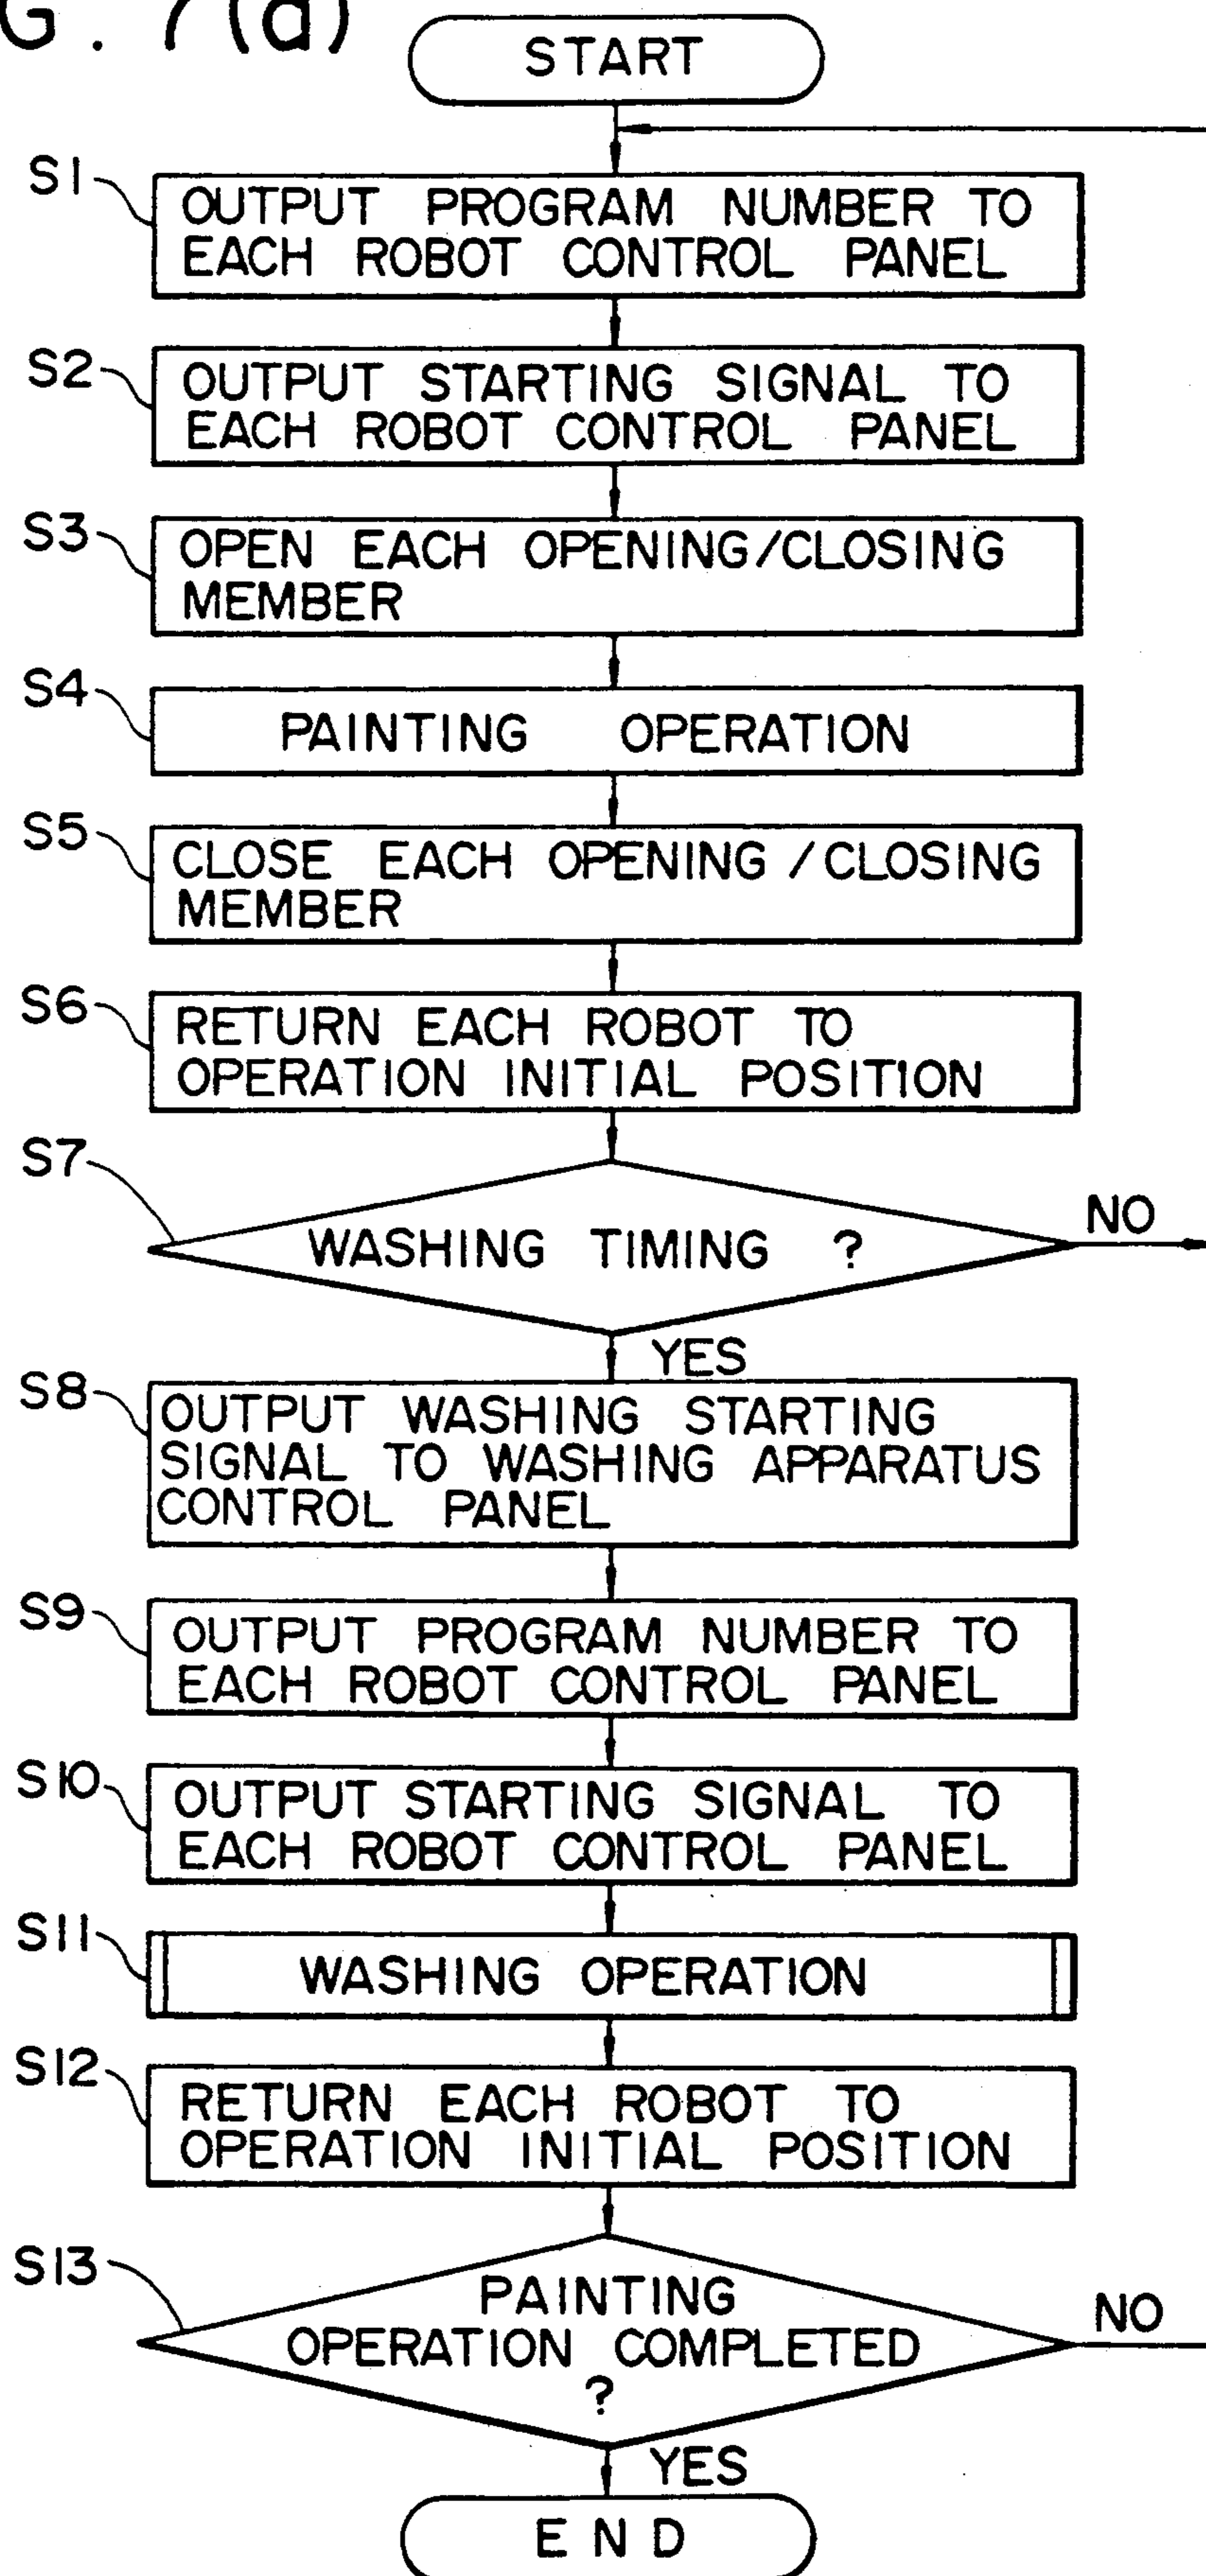 G. 7(a)
START
S1
OUTPUT PROGRAM NUMBER TO
EACH ROBOT CONTROL PANEL
S2
OUTPUT STARTING SIGNAL TO
EACH ROBOT CONTROL PANEL
S3
OPEN EACH OPENING/CLOSING
MEMBER
S4
PAINTING OPERATION
S5
CLOSE EACH OPENING/CLOSING
MEMBER
S6
RETURN EACH ROBOT TO
OPERATION INITIAL POSITION
S7
WASHING TIMING ?
NO
YES
S8
OUTPUT WASHING STARTING
SIGNAL TO WASHING APPARATUS
CONTROL PANEL
S9
OUTPUT PROGRAM NUMBER TO
EACH ROBOT CONTROL PANEL
S10
OUTPUT STARTING SIGNAL TO
EACH ROBOT CONTROL PANEL
S11
WASHING OPERATION
S12
RETURN EACH ROBOT TO
OPERATION INITIAL POSITION
S13
PAINTING
OPERATION COMPLETED
?
NO
YES
END